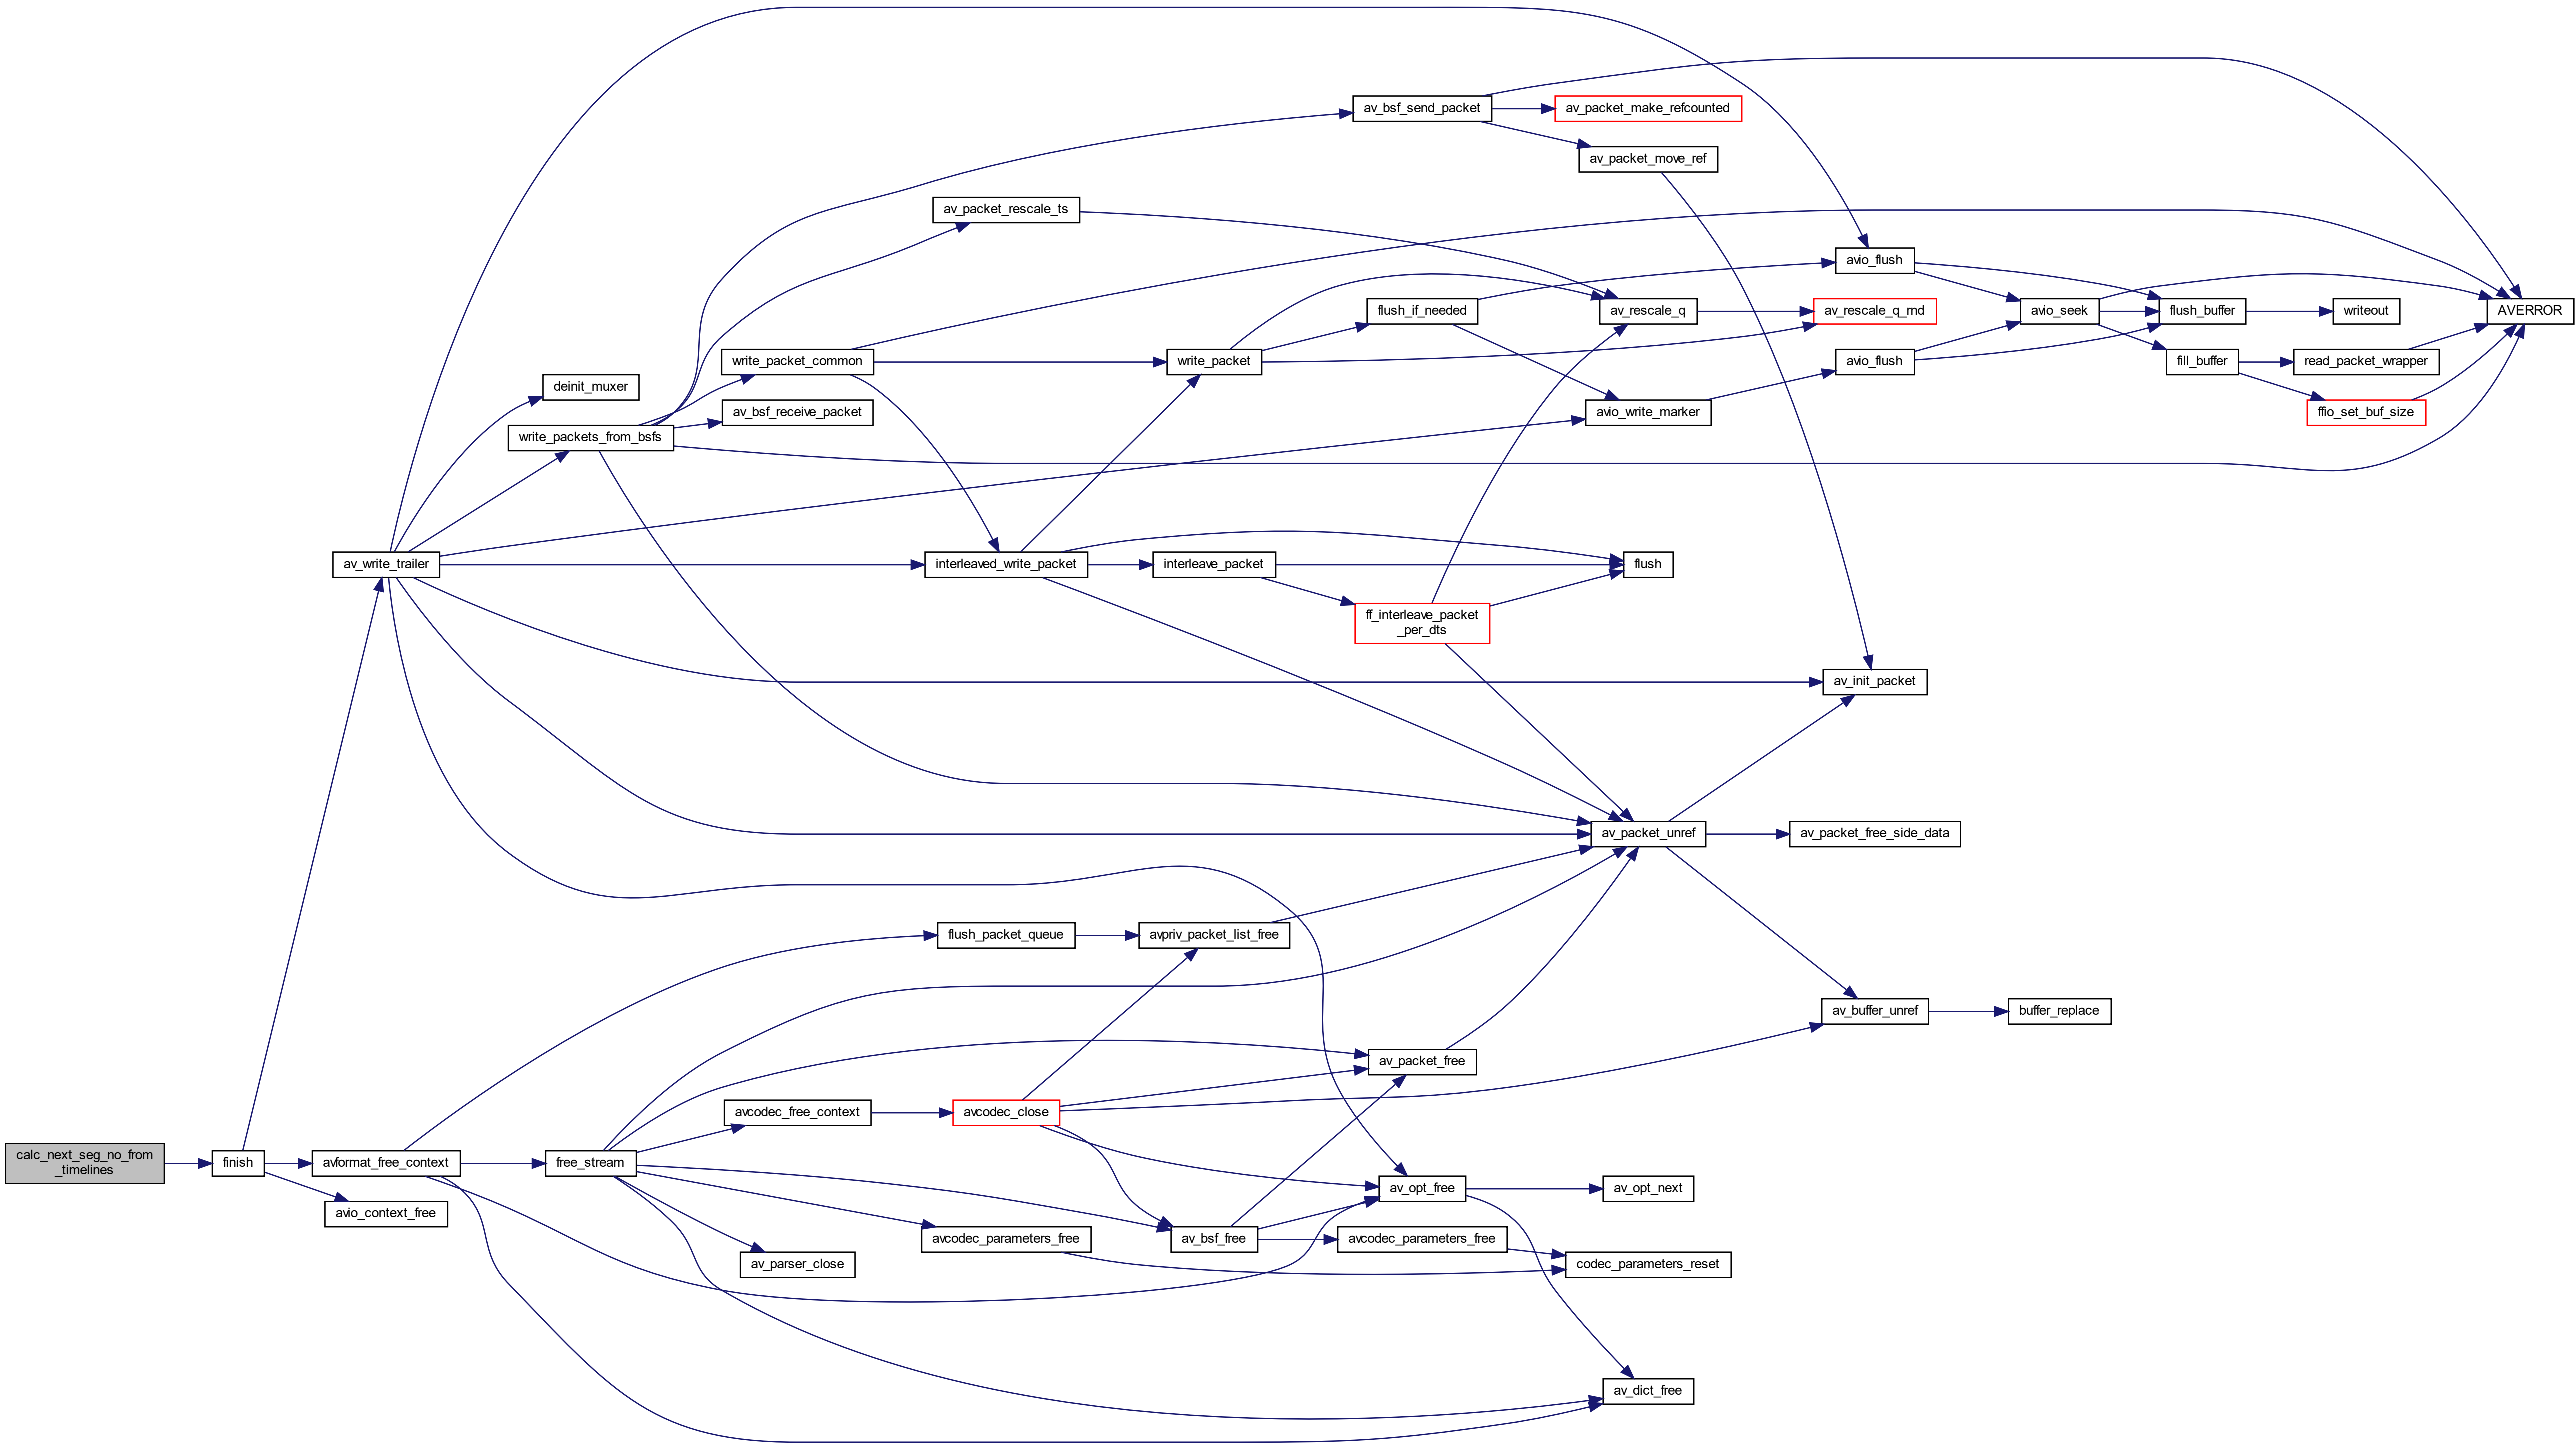 av_bsf_send_packet
av_packet_make_refcounted
av_packet_move_ref
av_packet_rescale_ts
avio_flush
flush_if_needed
av_rescale_q
av_rescale_q_rnd
avio_seek
flush_buffer
writeout
AVERROR
write_packet_common
write_packet
avio_flush
fill_buffer
read_packet_wrapper
deinit_muxer
av_bsf_receive_packet
avio_write_marker
ffio_set_buf_size
write_packets_from_bsfs
av_write_trailer
interleaved_write_packet
interleave_packet
flush
ff_interleave_packet
_per_dts
av_init_packet
av_packet_unref
av_packet_free_side_data
flush_packet_queue
avpriv_packet_list_free
av_buffer_unref
buffer_replace
av_packet_free
avcodec_free_context
avcodec_close
calc_next_seg_no_from
_timelines
finish
avformat_free_context
free_stream
av_opt_free
av_opt_next
avio_context_free
avcodec_parameters_free
av_bsf_free
avcodec_parameters_free
av_parser_close
codec_parameters_reset
av_dict_free